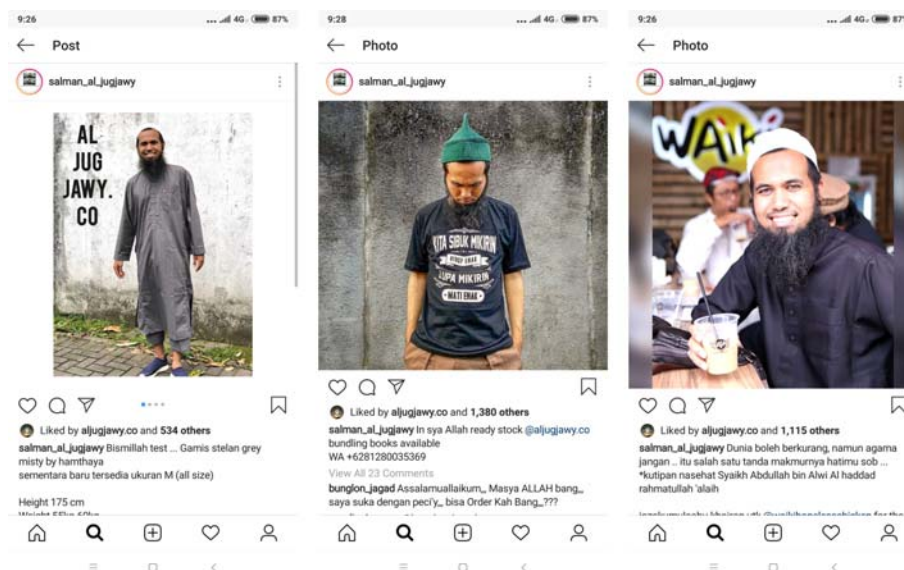 9:26
4G 87%
Post
salman_al_jugjawy
AL
JUG
JAWY.
CO
Liked by aljugjawy.co and 534 others
salman_al_jugjawy Bismillah test ... Gamis stelan grey
misty by hamthaya
sementara baru tersedia ukuran M (all size)
Height 175 cm
9:28
4G 87%
Photo
salman_al_jugjawy
KITA SIBUK MIKIRIN
HIDUP ENAK
LUPA MIKIRIN
MATI ENAK
Liked by aljugjawy.co and 1,380 others
salman_al_jugjawy In sya Allah ready stock @aljugjawy.co
bundling books available
WA +6281280035369
View All 23 Comments
bunglon_jagad Assalamuallaikum,,, Masya ALLAH bang,,,
saya suka dengan peci'y,,, bisa Order Kah Bang,,,???
9:26
4G 87%
Photo
salman_al_jugjawy
Liked by aljugjawy.co and 1,115 others
salman_al_jugjawy Dunia boleh berkurang, namun agama
jangan .. itu salah satu tanda makmurnya hatimu sob ...
*kutipan nasehat Syaikh Abdullah bin Alwi Al haddad
rahmatullah 'alaih